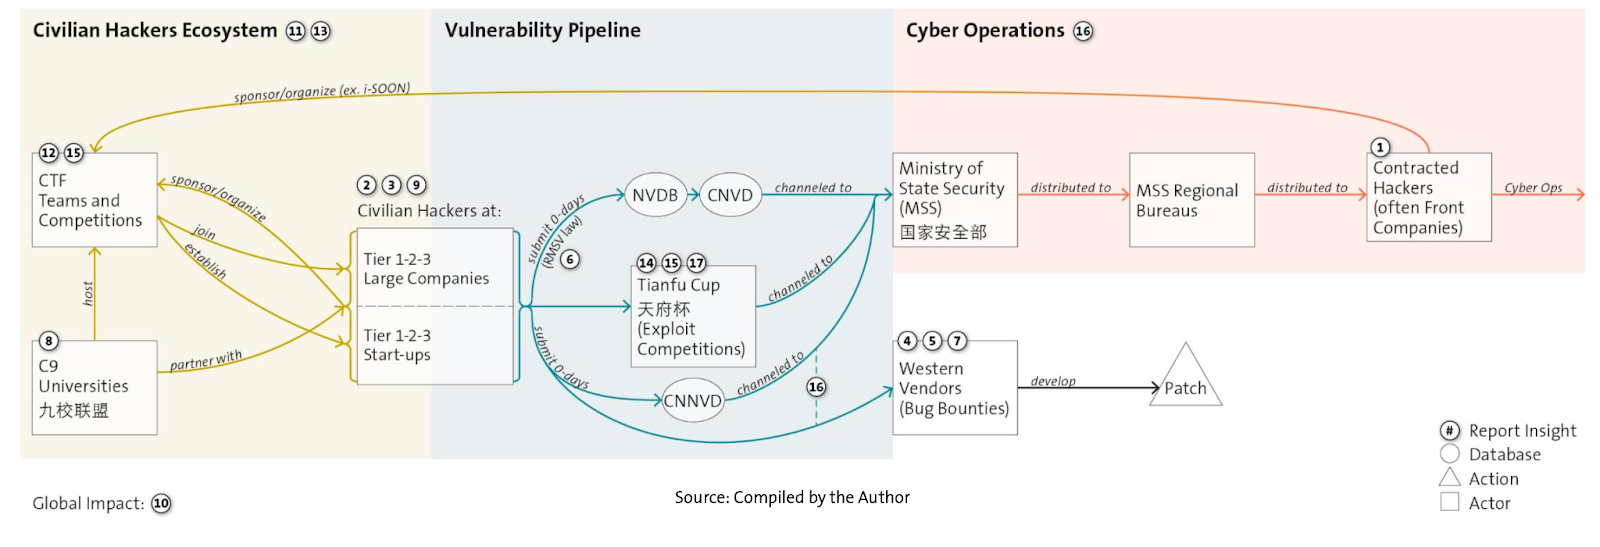 Civilian Hackers Ecosystem 11 13
Vulnerability Pipeline
Cyber Operations 16
sponsor/organize (ex. i-SOON)
12 15
CTF
Teams and
Competitions
sponsor/organize
join
establish
host
8
C9
Universities
九校联盟
partner with
2 3 9
Civilian Hackers at:
Tier 1-2-3
Large Companies
Tier 1-2-3
Start-ups
submit 0-days
(RMSV law)
6
NVDB
CNVD
channeled to
14 15 17
Tianfu Cup
天府杯
(Exploit
Competitions)
channeled to
submit 0-days
CNNVD
channeled to
16
Ministry of
State Security
(MSS)
国家安全部
distributed to
MSS Regional
Bureaus
distributed to
1
Contracted
Hackers
(often Front
Companies)
Cyber Ops
4 5 7
Western
Vendors
(Bug Bounties)
develop
Patch
# Report Insight
Database
Action
Actor
Global Impact: 10
Source: Compiled by the Author